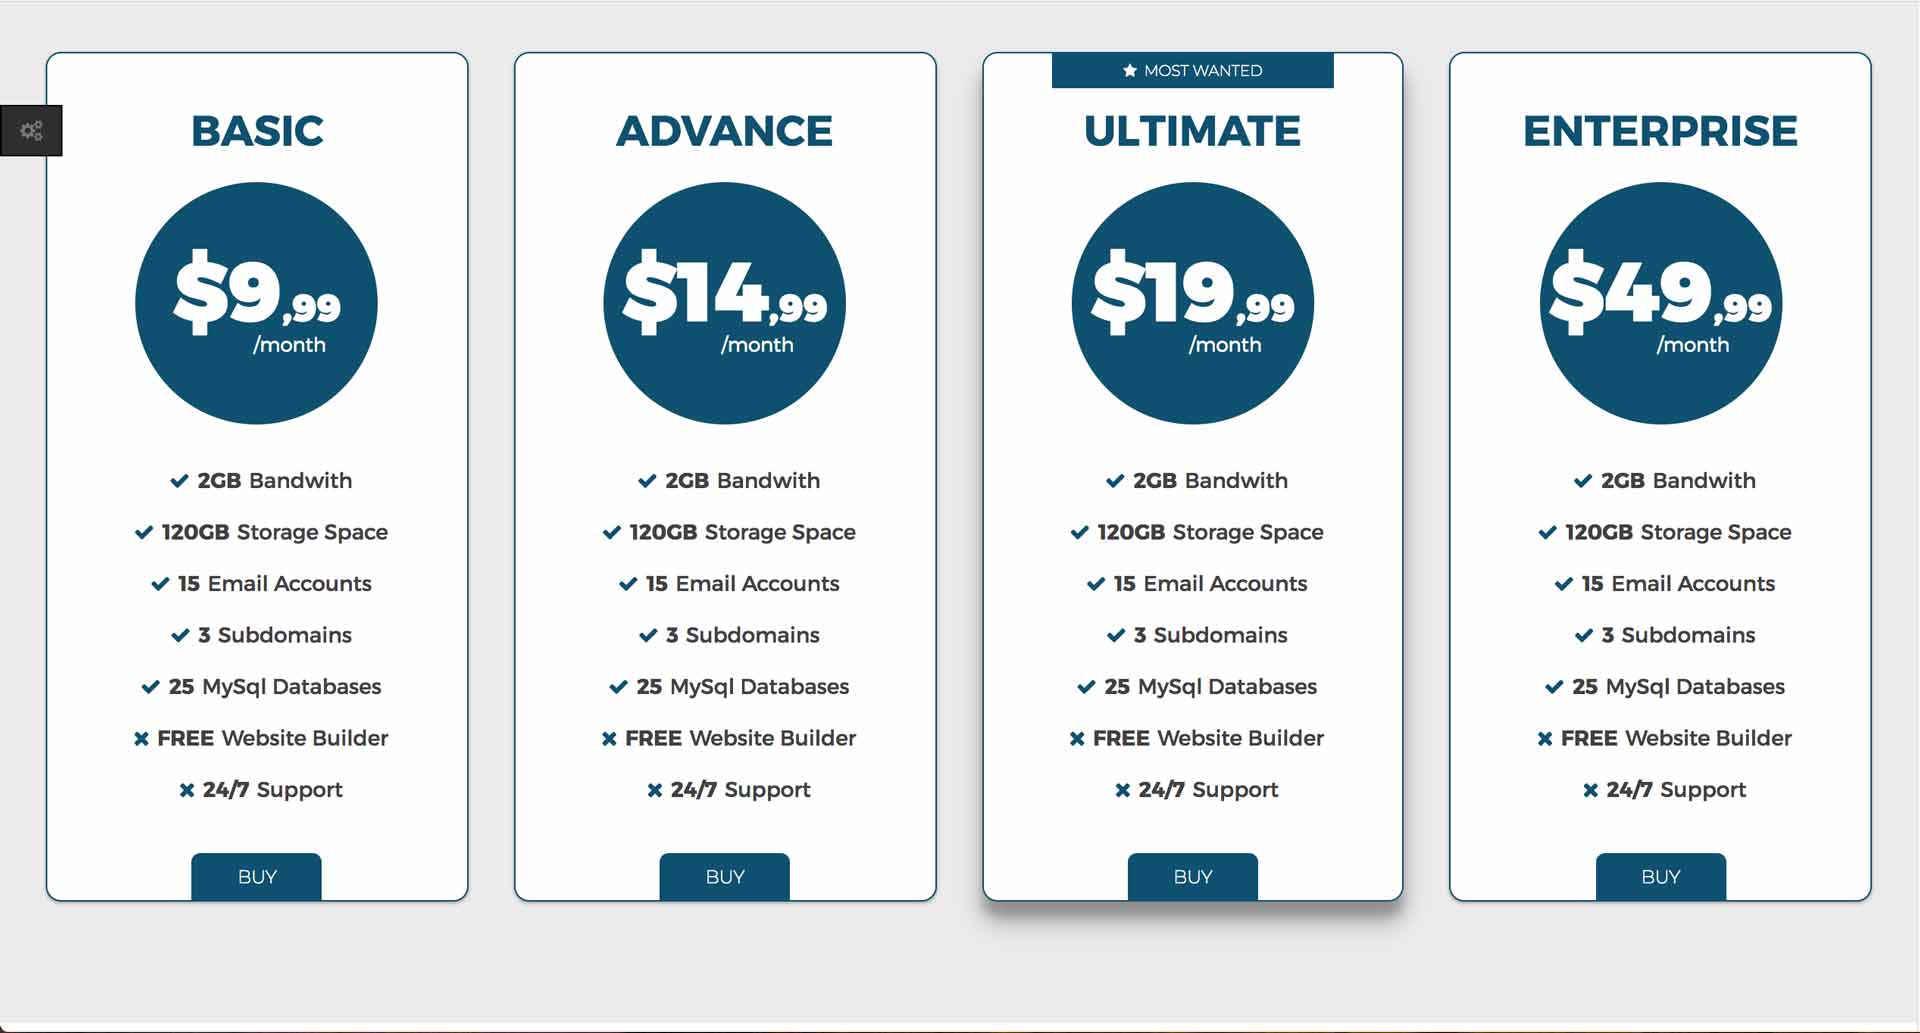 BASIC
$9,99
/month
2GB Bandwith
120GB Storage Space
15 Email Accounts
3 Subdomains
25 MySql Databases
FREE Website Builder
24/7 Support
BUY
ADVANCE
$14,99
/month
2GB Bandwith
120GB Storage Space
15 Email Accounts
3 Subdomains
25 MySql Databases
FREE Website Builder
24/7 Support
BUY
MOST WANTED
ULTIMATE
$19,99
/month
2GB Bandwith
120GB Storage Space
15 Email Accounts
3 Subdomains
25 MySql Databases
FREE Website Builder
24/7 Support
BUY
ENTERPRISE
$49,99
/month
2GB Bandwith
120GB Storage Space
15 Email Accounts
3 Subdomains
25 MySql Databases
FREE Website Builder
24/7 Support
BUY